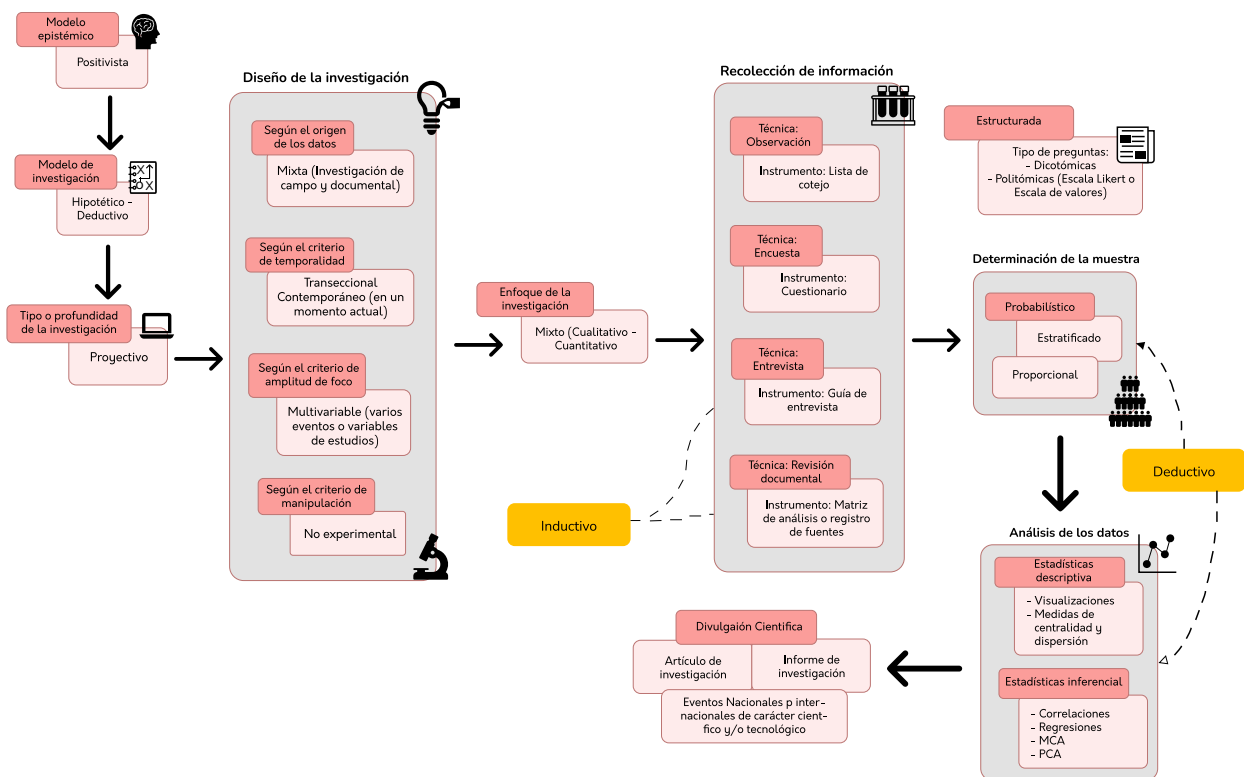 Modelo
epistémico
Positivista
Modelo de
investigación
Hipotético -
Deductivo
Tipo o profundidad
de la investigación
Proyectivo
Diseño de la investigación
Según el origen
de los datos
Mixta (Investigación de
campo y documental)
Según el criterio
de temporalidad
Transeccional
Contemporáneo (en un
momento actual)
Según el criterio de
amplitud de foco
Multivariable (varios
eventos o variables
de estudios)
Según el criterio de
manipulación
No experimental
Enfoque de la
investigación
Mixto (Cualitativo -
Cuantitativo
Inductivo
Recolección de información
Técnica:
Observación
Instrumento: Lista de
cotejo
Técnica:
Encuesta
Instrumento:
Cuestionario
Técnica:
Entrevista
Instrumento: Guía de
entrevista
Técnica: Revisión
documental
Instrumento: Matriz
de análisis o registro
de fuentes
Estructurada
Tipo de preguntas:
- Dicotómicas
- Politómicas (Escala Likert o
Escala de valores)
Determinación de la muestra
Probabilístico
Estratificado
Proporcional
Deductivo
Análisis de los datos
Estadísticas
descriptiva
- Visualizaciones
- Medidas de
centralidad y
dispersión
Estadísticas inferencial
- Correlaciones
- Regresiones
- MCA
- PCA
Divulgaión Cientifica
Artículo de
investigación
Informe de
investigación
Eventos Nacionales p inter-
nacionales de carácter cient-
fico y/o tecnológico